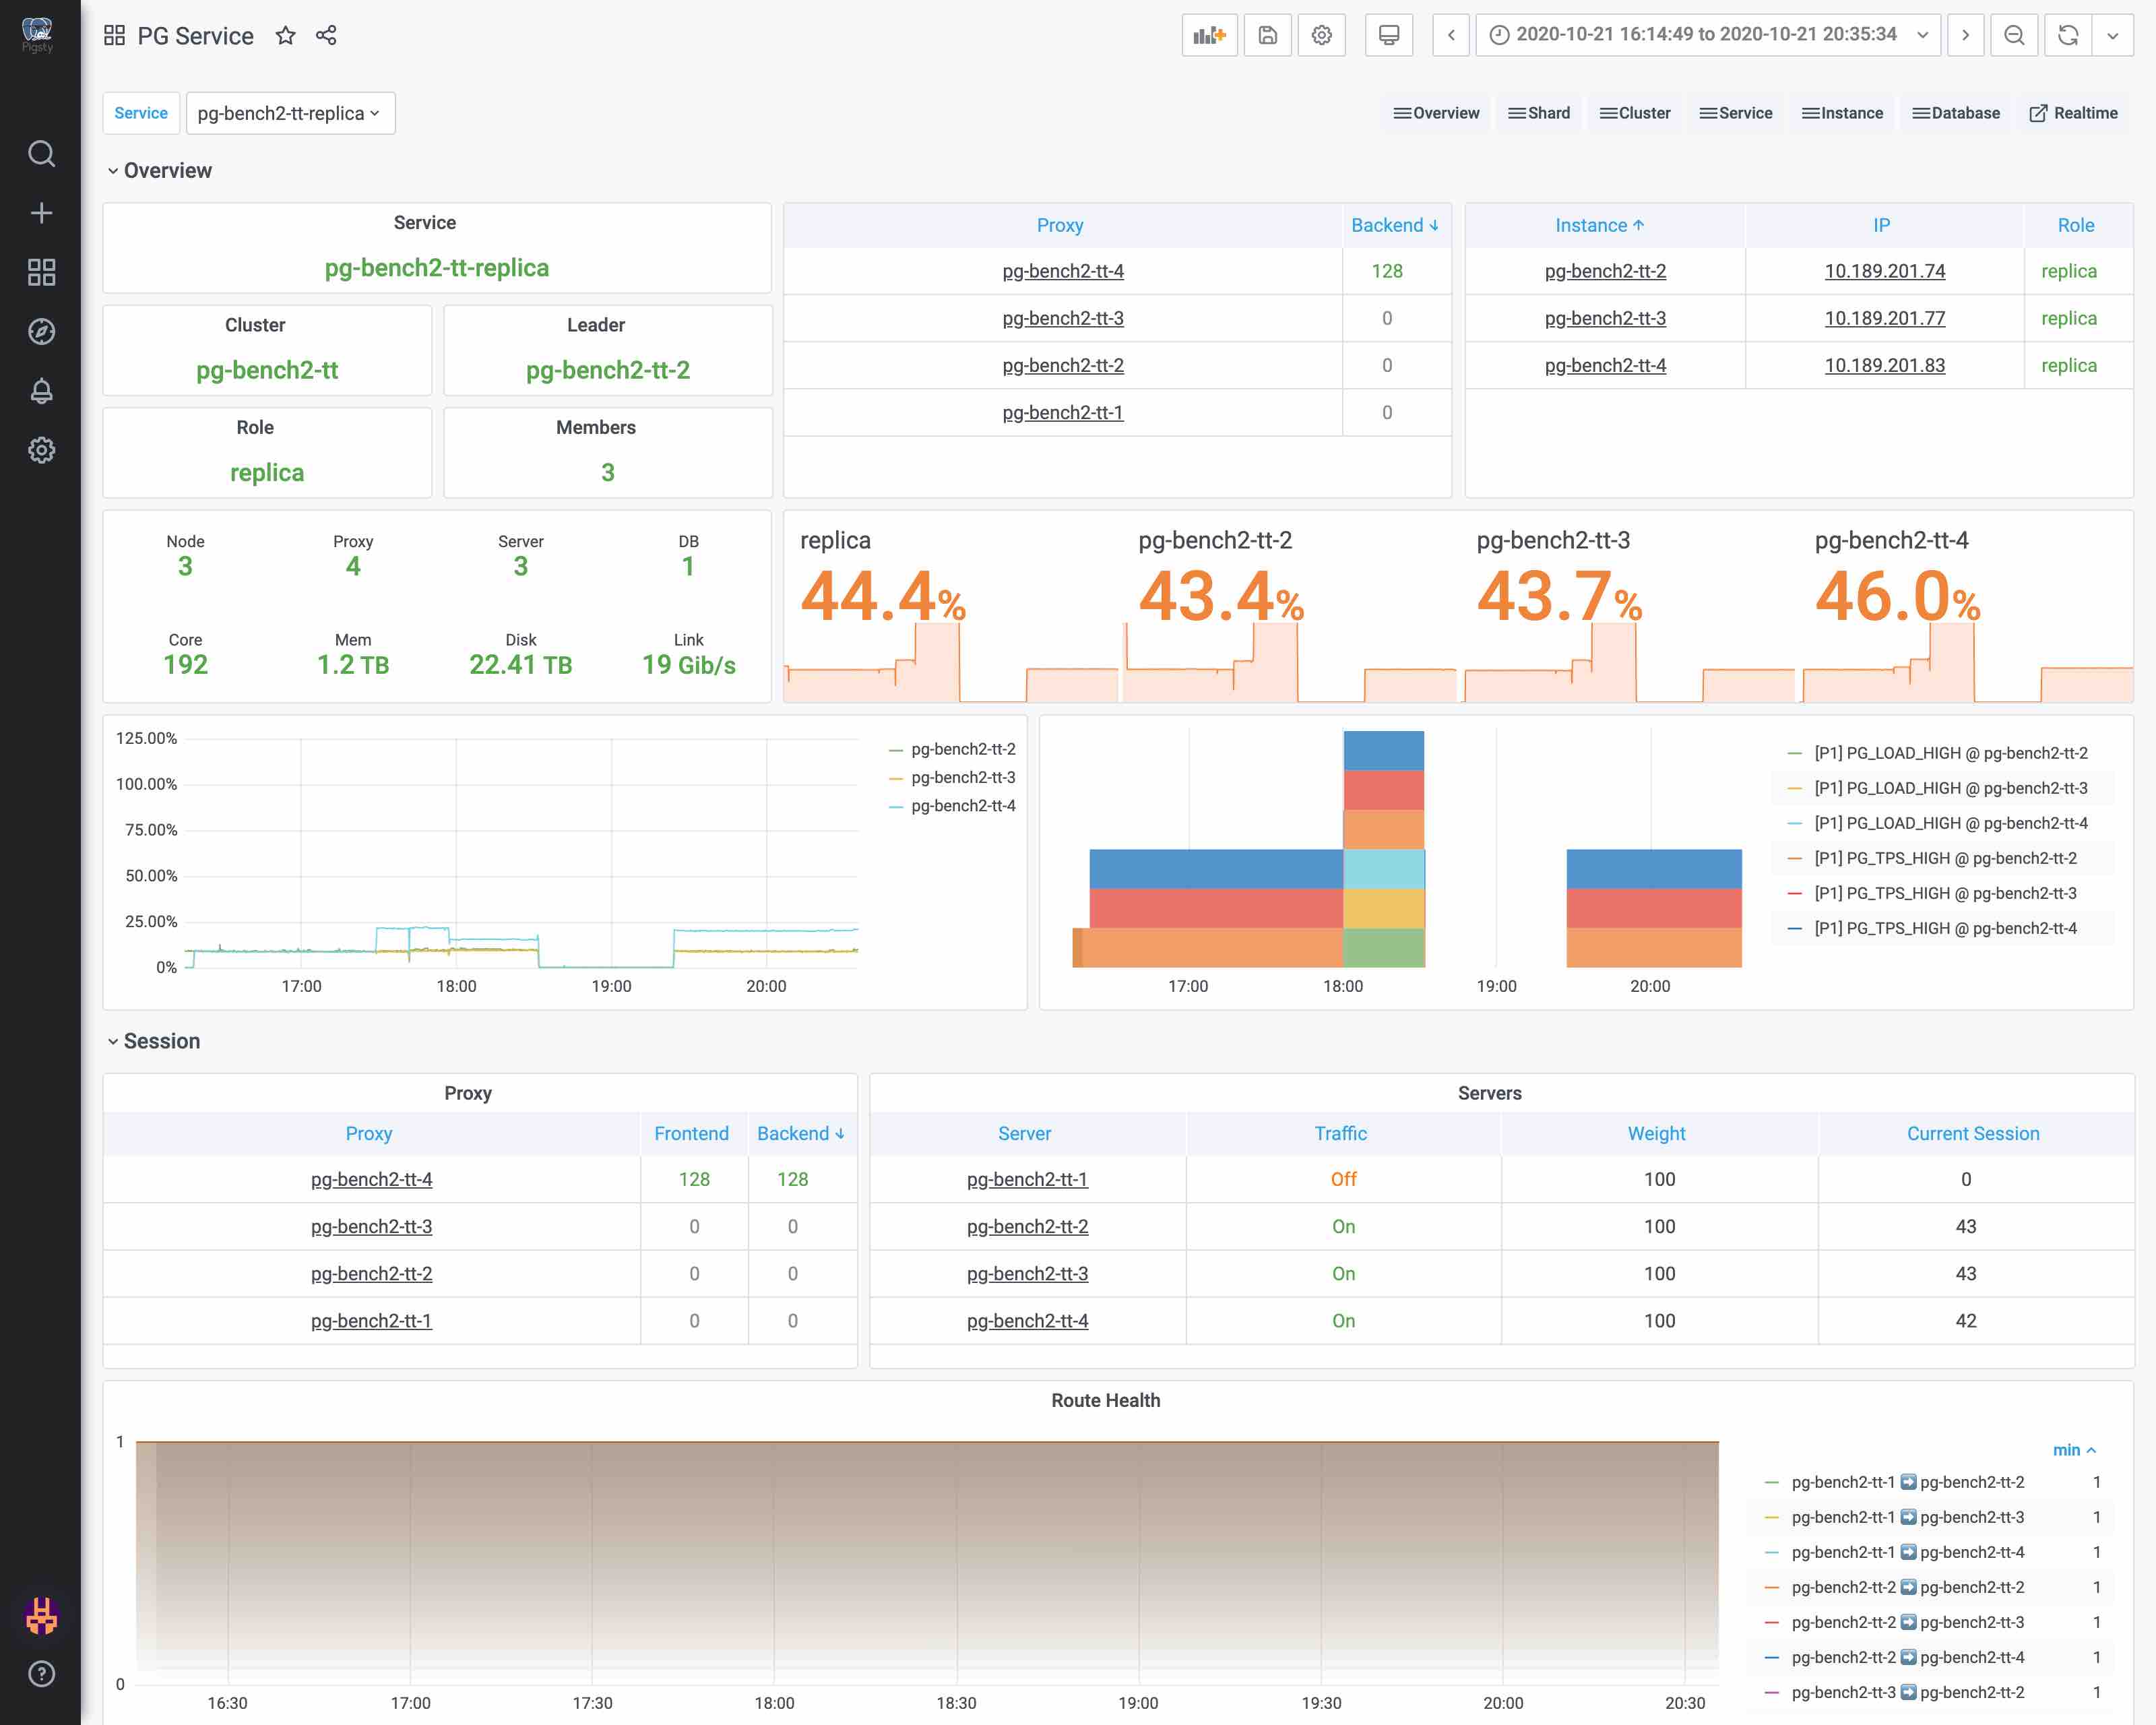 Pigsty
PG Service
2020-10-21 16:14:49 to 2020-10-21 20:35:34
Service pg-bench2-tt-replica
Overview Shard Cluster Service Instance Database Realtime
Overview
Service
pg-bench2-tt-replica
Cluster
pg-bench2-tt
Leader
pg-bench2-tt-2
Role
replica
Members
3
Proxy Backend
pg-bench2-tt-4 128
pg-bench2-tt-3 0
pg-bench2-tt-2 0
pg-bench2-tt-1 0
Instance IP Role
pg-bench2-tt-2 10.189.201.74 replica
pg-bench2-tt-3 10.189.201.77 replica
pg-bench2-tt-4 10.189.201.83 replica
Node Proxy Server DB
3 4 3 1
Core Mem Disk Link
192 1.2 TB 22.41 TB 19 Gib/s
replica pg-bench2-tt-2 pg-bench2-tt-3 pg-bench2-tt-4
44.4% 43.4% 43.7% 46.0%
125.00%
100.00%
75.00%
50.00%
25.00%
0%
17:00 18:00 19:00 20:00
pg-bench2-tt-2
pg-bench2-tt-3
pg-bench2-tt-4
17:00 18:00 19:00 20:00
[P1] PG_LOAD_HIGH @ pg-bench2-tt-2
[P1] PG_LOAD_HIGH @ pg-bench2-tt-3
[P1] PG_LOAD_HIGH @ pg-bench2-tt-4
[P1] PG_TPS_HIGH @ pg-bench2-tt-2
[P1] PG_TPS_HIGH @ pg-bench2-tt-3
[P1] PG_TPS_HIGH @ pg-bench2-tt-4
Session
Proxy
Proxy Frontend Backend
pg-bench2-tt-4 128 128
pg-bench2-tt-3 0 0
pg-bench2-tt-2 0 0
pg-bench2-tt-1 0 0
Servers
Server Traffic Weight Current Session
pg-bench2-tt-1 Off 100 0
pg-bench2-tt-2 On 100 43
pg-bench2-tt-3 On 100 43
pg-bench2-tt-4 On 100 42
Route Health
1
0
16:30 17:00 17:30 18:00 18:30 19:00 19:30 20:00 20:30
min
pg-bench2-tt-1 ➡ pg-bench2-tt-2 1
pg-bench2-tt-1 ➡ pg-bench2-tt-3 1
pg-bench2-tt-1 ➡ pg-bench2-tt-4 1
pg-bench2-tt-2 ➡ pg-bench2-tt-2 1
pg-bench2-tt-2 ➡ pg-bench2-tt-3 1
pg-bench2-tt-2 ➡ pg-bench2-tt-4 1
pg-bench2-tt-3 ➡ pg-bench2-tt-2 1